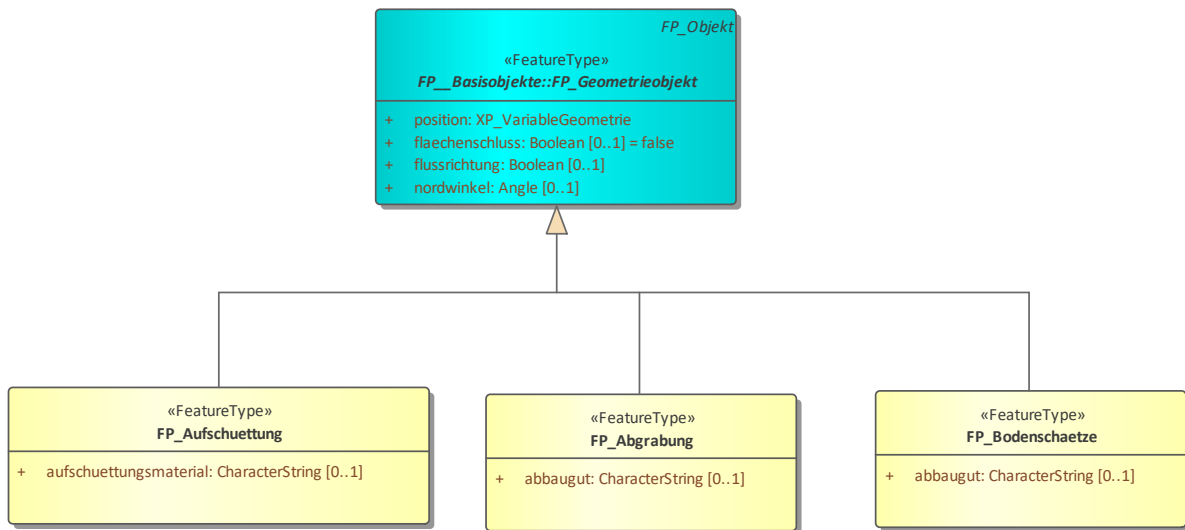 FP_Objekt
«FeatureType»
FP__Basisobjekte::FP_Geometrieobjekt
+ position: XP_VariableGeometrie
+ flaechenschluss: Boolean [0..1] = false
+ flussrichtung: Boolean [0..1]
+ nordwinkel: Angle [0..1]
«FeatureType»
FP_Aufschuettung
+ aufschuettungsmaterial: CharacterString [0..1]
«FeatureType»
FP_Abgrabung
+ abbaugut: CharacterString [0..1]
«FeatureType»
FP_Bodenschaetze
+ abbaugut: CharacterString [0..1]